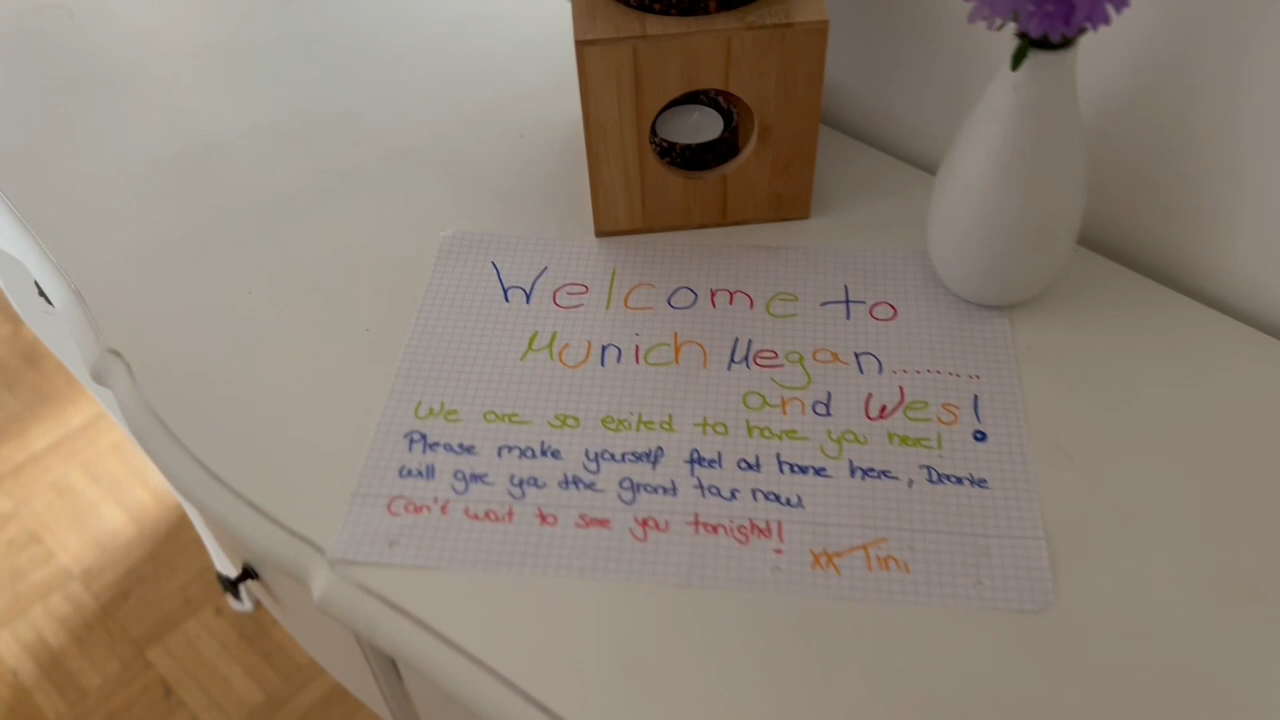 Welcome to
Munich Megan.........
and Wes!
We are so exited to have you here!
Please make yourself feel at home here,
will give you the grand tour now
Can't wait to see you tonight!
xx Tini